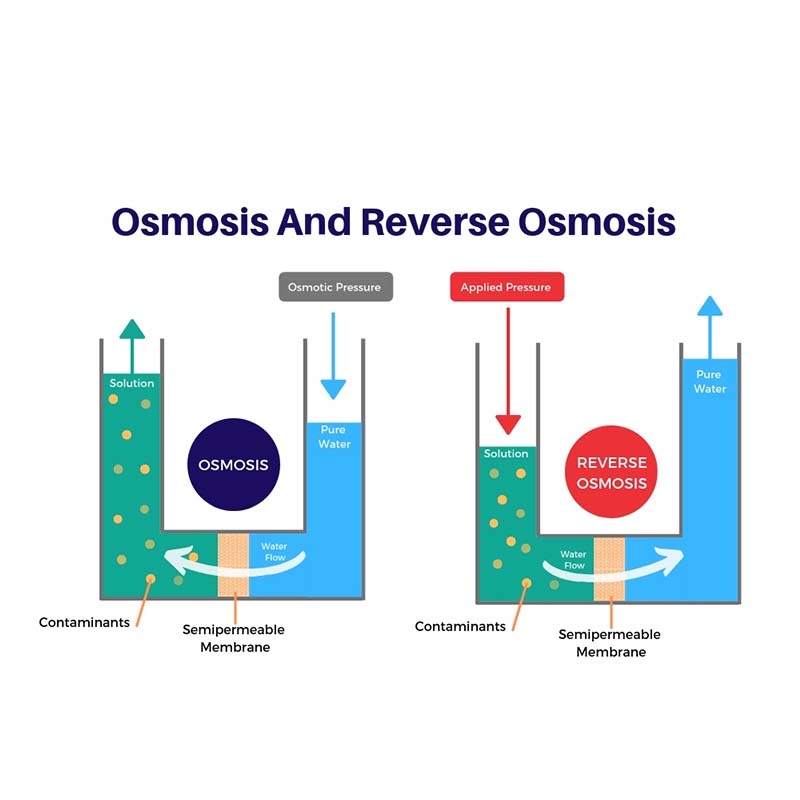 Osmosis And Reverse Osmosis
Osmotic Pressure
Solution
OSMOSIS
Pure
Water
Water
Flow
Contaminants
Semipermeable
Membrane
Applied Pressure
Pure
Water
Solution
REVERSE
OSMOSIS
Water
Flow
Contaminants
Semipermeable
Membrane